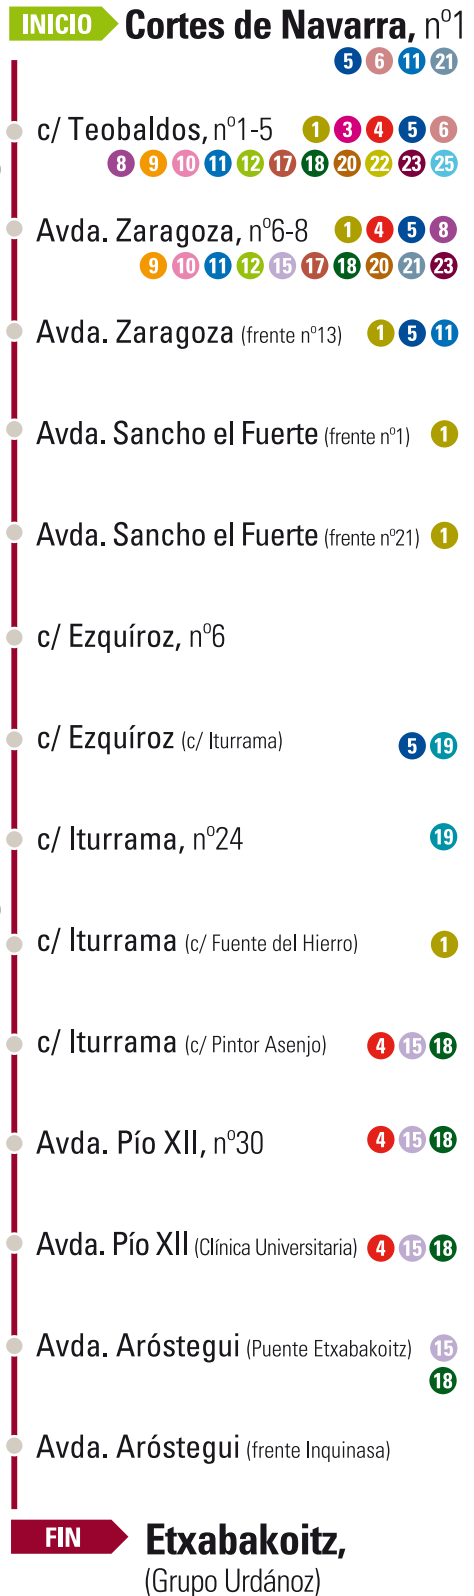 INICIO Cortes de Navarra, nº1
5 6 11 21
c/ Teobaldos, nº1-5 1 3 4 5 6
8 9 10 11 12 17 18 20 22 23 25
Avda. Zaragoza, nº6-8 1 4 5 8
9 10 11 12 15 17 18 20 21 23
Avda. Zaragoza (frente nº13) 1 5 11
Avda. Sancho el Fuerte (frente nº1) 1
Avda. Sancho el Fuerte (frente nº21) 1
c/ Ezquíroz, nº6
c/ Ezquíroz (c/ Iturrama) 5 19
c/ Iturrama, nº24 19
c/ Iturrama (c/ Fuente del Hierro) 1
c/ Iturrama (c/ Pintor Asenjo) 4 15 18
Avda. Pío XII, nº30 4 15 18
Avda. Pío XII (Clínica Universitaria) 4 15 18
Avda. Aróstegui (Puente Etxabakoitz) 15
18
Avda. Aróstegui (frente Inquinasa)
FIN Etxabakoitz,
(Grupo Urdánoz)